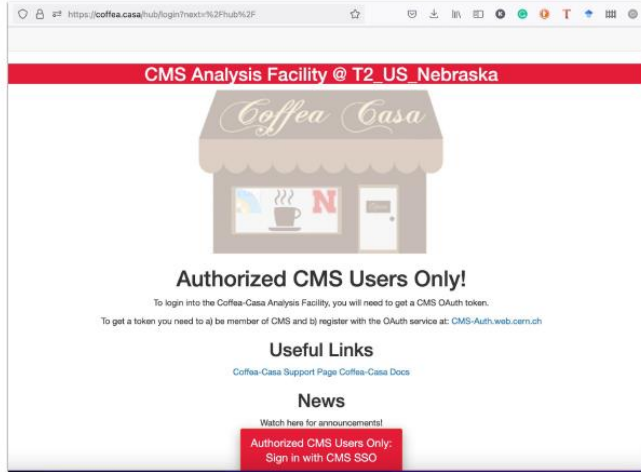 https://coffea.casa/hub/login?next=%2Fhub%2F
CMS Analysis Facility @ T2_US_Nebraska
Coffea Casa
N
Authorized CMS Users Only!
To login into the Coffea-Casa Analysis Facility, you will need to get a CMS OAuth token.
To get a token you need to a) be member of CMS and b) register with the OAuth service at: CMS-Auth.web.cern.ch
Useful Links
Coffea-Casa Support Page Coffea-Casa Docs
News
Watch here for announcements!
Authorized CMS Users Only:
Sign in with CMS SSO